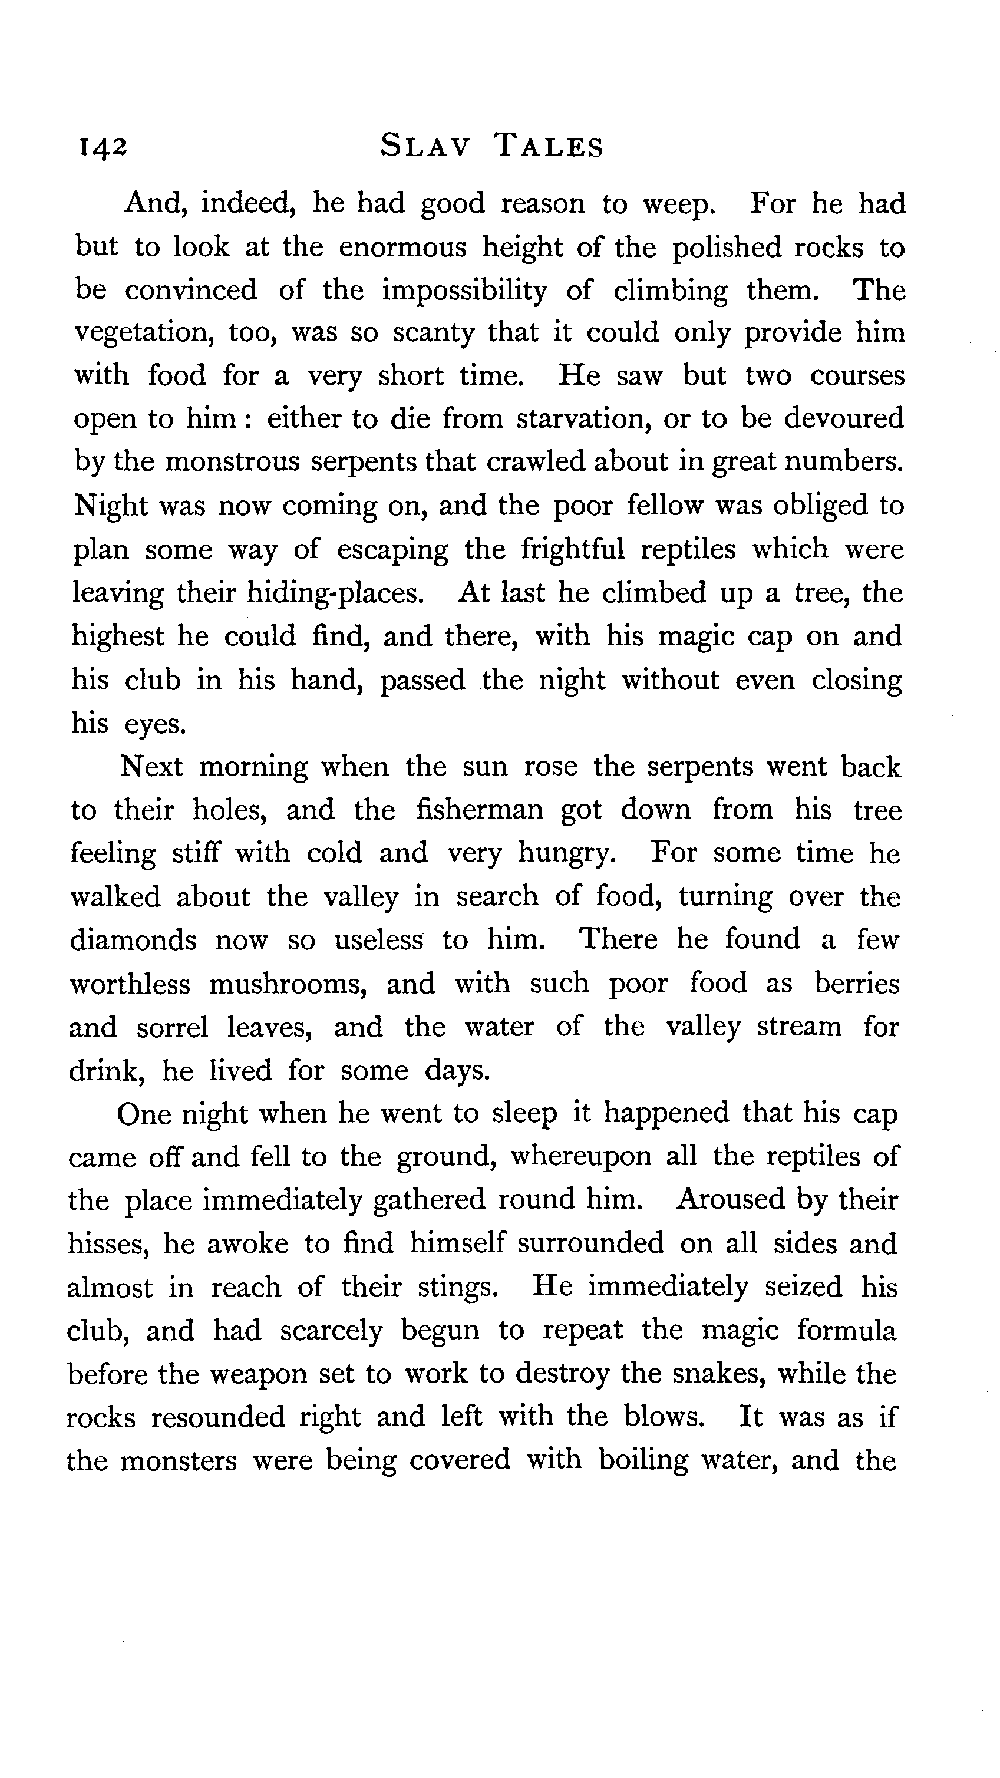 142 SLAV TALES
And, indeed, he had good reason to weep. For he had
but to look at the enormous height of the polished rocks to
be convinced of the impossibility of climbing them. The
vegetation, too, was so scanty that it could only provide him
with food for a very short time. He saw but two courses
open to him : either to die from starvation, or to be devoured
by the monstrous serpents that crawled about in great numbers.
Night was now coming on, and the poor fellow was obliged to
plan some way of escaping the frightful reptiles which were
leaving their hiding-places. At last he climbed up a tree, the
highest he could find, and there, with his magic cap on and
his club in his hand, passed the night without even closing
his eyes.
Next morning when the sun rose the serpents went back
to their holes, and the fisherman got down from his tree
feeling stiff with cold and very hungry. For some time he
walked about the valley in search of food, turning over the
diamonds now so useless to him. There he found a few
worthless mushrooms, and with such poor food as berries
and sorrel leaves, and the water of the valley stream for
drink, he lived for some days.
One night when he went to sleep it happened that his cap
came off and fell to the ground, whereupon all the reptiles of
the place immediately gathered round him. Aroused by their
hisses, he awoke to find himself surrounded on all sides and
almost in reach of their stings. He immediately seized his
club, and had scarcely begun to repeat the magic formula
before the weapon set to work to destroy the snakes, while the
rocks resounded right and left with the blows. It was as if
the monsters were being covered with boiling water, and the